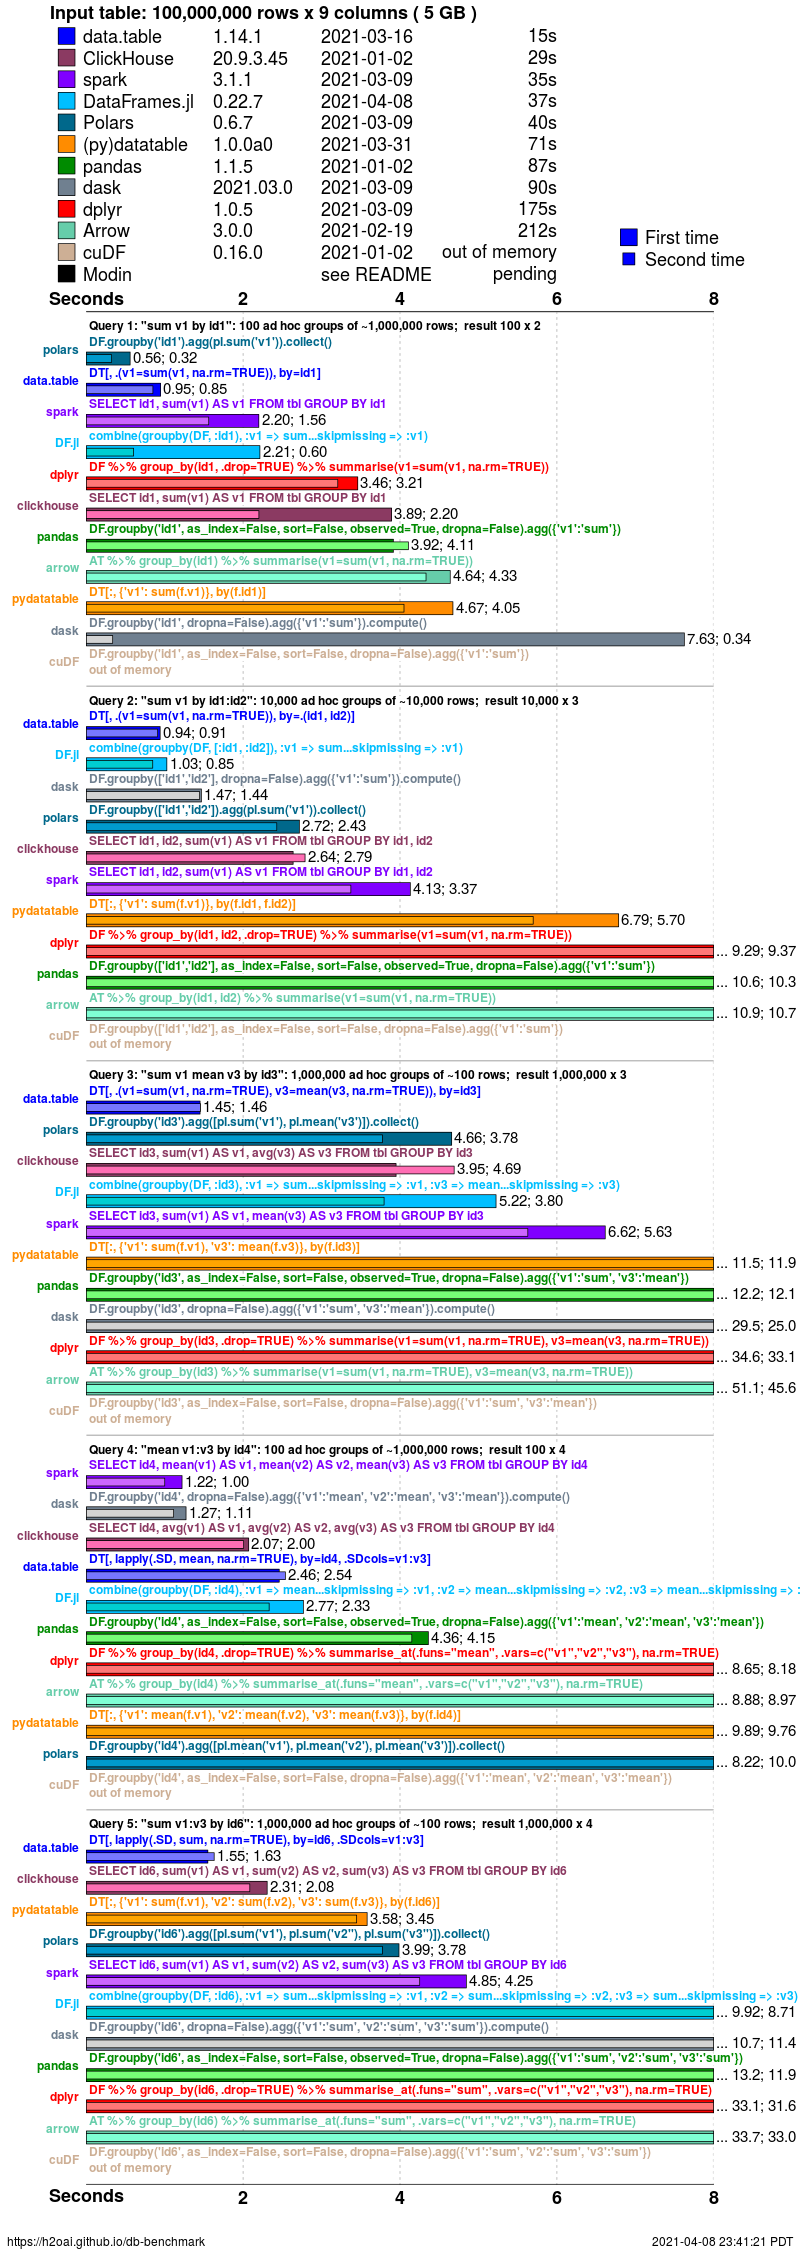 Input table: 100,000,000 rows x 9 columns ( 5 GB )
data.table 1.14.1 2021-03-16 15s
ClickHouse 20.9.3.45 2021-01-02 29s
spark 3.1.1 2021-03-09 35s
DataFrames.jl 0.22.7 2021-04-08 37s
Polars 0.6.7 2021-03-09 40s
(py)datatable 1.0.0a0 2021-03-31 71s
pandas 1.1.5 2021-01-02 87s
dask 2021.03.0 2021-03-09 90s
dplyr 1.0.5 2021-03-09 175s
Arrow 3.0.0 2021-02-19 212s
cuDF 0.16.0 2021-01-02 out of memory
Modin see README pending
First time
Second time
Seconds 2 4 6 8
Query 1: "sum v1 by id1": 100 ad hoc groups of ~1,000,000 rows; result 100 x 2
DF.groupby('id1').agg(pl.sum('v1')).collect()
polars 0.56; 0.32
DT[, .(v1=sum(v1, na.rm=TRUE)), by=id1]
data.table 0.95; 0.85
SELECT id1, sum(v1) AS v1 FROM tbl GROUP BY id1
spark 2.20; 1.56
combine(groupby(DF, :id1), :v1 => sum...skipmissing => :v1)
DF.jl 2.21; 0.60
DF %>% group_by(id1, .drop=TRUE) %>% summarise(v1=sum(v1, na.rm=TRUE))
dplyr 3.46; 3.21
SELECT id1, sum(v1) AS v1 FROM tbl GROUP BY id1
clickhouse 3.89; 2.20
DF.groupby('id1', as_index=False, sort=False, observed=True, dropna=False).agg({'v1':'sum'})
pandas 3.92; 4.11
AT %>% group_by(id1) %>% summarise(v1=sum(v1, na.rm=TRUE))
arrow 4.64; 4.33
DT[:, {'v1': sum(f.v1)}, by(f.id1)]
pydatatable 4.67; 4.05
DF.groupby('id1', dropna=False).agg({'v1':'sum'}).compute()
dask 7.63; 0.34
DF.groupby('id1', as_index=False, sort=False, dropna=False).agg({'v1':'sum'})
cuDF out of memory
Query 2: "sum v1 by id1:id2": 10,000 ad hoc groups of ~10,000 rows; result 10,000 x 3
DT[, .(v1=sum(v1, na.rm=TRUE)), by=.(id1, id2)]
data.table 0.94; 0.91
combine(groupby(DF, [:id1, :id2]), :v1 => sum...skipmissing => :v1)
DF.jl 1.03; 0.85
DF.groupby(['id1','id2'], dropna=False).agg({'v1':'sum'}).compute()
dask 1.47; 1.44
DF.groupby(['id1','id2']).agg(pl.sum('v1')).collect()
polars 2.72; 2.43
SELECT id1, id2, sum(v1) AS v1 FROM tbl GROUP BY id1, id2
clickhouse 2.64; 2.79
SELECT id1, id2, sum(v1) AS v1 FROM tbl GROUP BY id1, id2
spark 4.13; 3.37
DT[:, {'v1': sum(f.v1)}, by(f.id1, f.id2)]
pydatatable 6.79; 5.70
DF %>% group_by(id1, id2, .drop=TRUE) %>% summarise(v1=sum(v1, na.rm=TRUE))
dplyr ... 9.29; 9.37
DF.groupby(['id1','id2'], as_index=False, sort=False, observed=True, dropna=False).agg({'v1':'sum'})
pandas ... 10.6; 10.3
AT %>% group_by(id1, id2) %>% summarise(v1=sum(v1, na.rm=TRUE))
arrow ... 10.9; 10.7
DF.groupby(['id1','id2'], as_index=False, sort=False, dropna=False).agg({'v1':'sum'})
cuDF out of memory
Query 3: "sum v1 mean v3 by id3": 1,000,000 ad hoc groups of ~100 rows; result 1,000,000 x 3
DT[, .(v1=sum(v1, na.rm=TRUE), v3=mean(v3, na.rm=TRUE)), by=id3]
data.table 1.45; 1.46
DF.groupby('id3').agg([pl.sum('v1'), pl.mean('v3')]).collect()
polars 4.66; 3.78
SELECT id3, sum(v1) AS v1, avg(v3) AS v3 FROM tbl GROUP BY id3
clickhouse 3.95; 4.69
combine(groupby(DF, :id3), :v1 => sum...skipmissing => :v1, :v3 => mean...skipmissing => :v3)
DF.jl 5.22; 3.80
SELECT id3, sum(v1) AS v1, mean(v3) AS v3 FROM tbl GROUP BY id3
spark 6.62; 5.63
DT[:, {'v1': sum(f.v1), 'v3': mean(f.v3)}, by(f.id3)]
pydatatable ... 11.5; 11.9
DF.groupby('id3', as_index=False, sort=False, observed=True, dropna=False).agg({'v1':'sum', 'v3':'mean'})
pandas ... 12.2; 12.1
DF.groupby('id3', dropna=False).agg({'v1':'sum', 'v3':'mean'}).compute()
dask ... 29.5; 25.0
DF %>% group_by(id3, .drop=TRUE) %>% summarise(v1=sum(v1, na.rm=TRUE), v3=mean(v3, na.rm=TRUE))
dplyr ... 34.6; 33.1
AT %>% group_by(id3) %>% summarise(v1=sum(v1, na.rm=TRUE), v3=mean(v3, na.rm=TRUE))
arrow ... 51.1; 45.6
DF.groupby('id3', as_index=False, sort=False, dropna=False).agg({'v1':'sum', 'v3':'mean'})
cuDF out of memory
Query 4: "mean v1:v3 by id4": 100 ad hoc groups of ~1,000,000 rows; result 100 x 4
SELECT id4, mean(v1) AS v1, mean(v2) AS v2, mean(v3) AS v3 FROM tbl GROUP BY id4
spark 1.22; 1.00
DF.groupby('id4', dropna=False).agg({'v1':'mean', 'v2':'mean', 'v3':'mean'}).compute()
dask 1.27; 1.11
SELECT id4, avg(v1) AS v1, avg(v2) AS v2, avg(v3) AS v3 FROM tbl GROUP BY id4
clickhouse 2.07; 2.00
DT[, lapply(.SD, mean, na.rm=TRUE), by=id4, .SDcols=v1:v3]
data.table 2.46; 2.54
combine(groupby(DF, :id4), :v1 => mean...skipmissing => :v1, :v2 => mean...skipmissing => :v2, :v3 => mean...skipmissing => :
DF.jl 2.77; 2.33
DF.groupby('id4', as_index=False, sort=False, observed=True, dropna=False).agg({'v1':'mean', 'v2':'mean', 'v3':'mean'})
pandas 4.36; 4.15
DF %>% group_by(id4, .drop=TRUE) %>% summarise_at(.funs="mean", .vars=c("v1","v2","v3"), na.rm=TRUE)
dplyr ... 8.65; 8.18
AT %>% group_by(id4) %>% summarise_at(.funs="mean", .vars=c("v1","v2","v3"), na.rm=TRUE)
arrow ... 8.88; 8.97
DT[:, {'v1': mean(f.v1), 'v2': mean(f.v2), 'v3': mean(f.v3)}, by(f.id4)]
pydatatable ... 9.89; 9.76
DF.groupby('id4').agg([pl.mean('v1'), pl.mean('v2'), pl.mean('v3')]).collect()
polars ... 8.22; 10.0
DF.groupby('id4', as_index=False, sort=False, dropna=False).agg({'v1':'mean', 'v2':'mean', 'v3':'mean'})
cuDF out of memory
Query 5: "sum v1:v3 by id6": 1,000,000 ad hoc groups of ~100 rows; result 1,000,000 x 4
DT[, lapply(.SD, sum, na.rm=TRUE), by=id6, .SDcols=v1:v3]
data.table 1.55; 1.63
SELECT id6, sum(v1) AS v1, sum(v2) AS v2, sum(v3) AS v3 FROM tbl GROUP BY id6
clickhouse 2.31; 2.08
DT[:, {'v1': sum(f.v1), 'v2': sum(f.v2), 'v3': sum(f.v3)}, by(f.id6)]
pydatatable 3.58; 3.45
DF.groupby('id6').agg([pl.sum('v1'), pl.sum('v2''), pl.sum('v3'')]).collect()
polars 3.99; 3.78
SELECT id6, sum(v1) AS v1, sum(v2) AS v2, sum(v3) AS v3 FROM tbl GROUP BY id6
spark 4.85; 4.25
combine(groupby(DF, :id6), :v1 => sum...skipmissing => :v1, :v2 => sum...skipmissing => :v2, :v3 => sum...skipmissing => :v3)
DF.jl ... 9.92; 8.71
DF.groupby('id6', dropna=False).agg({'v1':'sum', 'v2':'sum', 'v3':'sum'}).compute()
dask ... 10.7; 11.4
DF.groupby('id6', as_index=False, sort=False, observed=True, dropna=False).agg({'v1':'sum', 'v2':'sum', 'v3':'sum'})
pandas ... 13.2; 11.9
DF %>% group_by(id6, .drop=TRUE) %>% summarise_at(.funs="sum", .vars=c("v1","v2","v3"), na.rm=TRUE)
dplyr ... 33.1; 31.6
AT %>% group_by(id6) %>% summarise_at(.funs="sum", .vars=c("v1","v2","v3"), na.rm=TRUE)
arrow ... 33.7; 33.0
DF.groupby('id6', as_index=False, sort=False, dropna=False).agg({'v1':'sum', 'v2':'sum', 'v3':'sum'})
cuDF out of memory
Seconds 2 4 6 8
https://h2oai.github.io/db-benchmark 2021-04-08 23:41:21 PDT